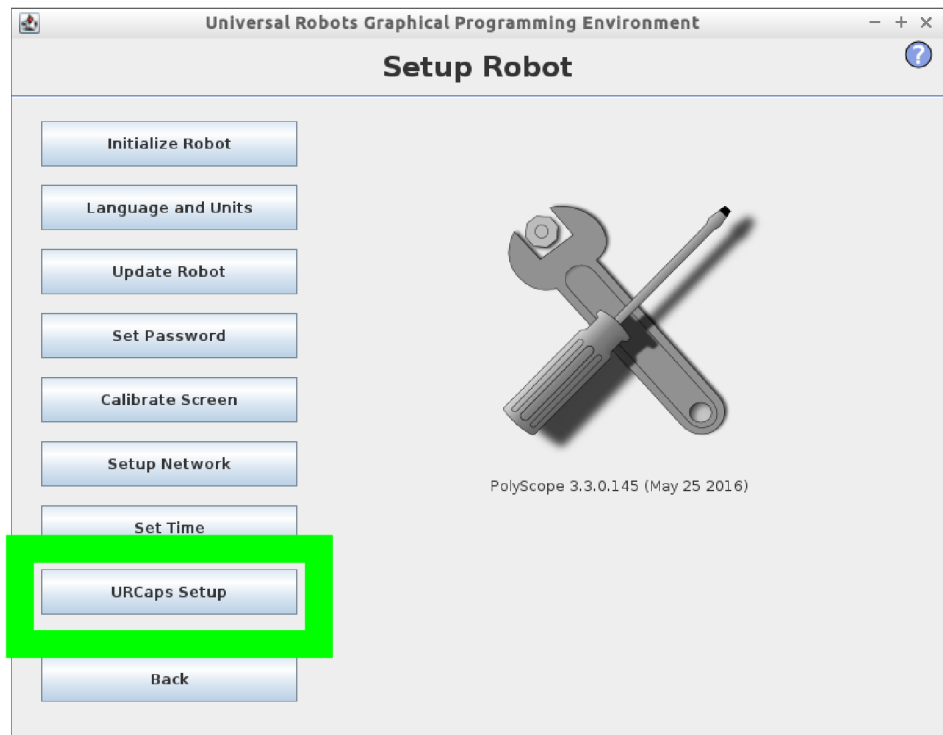 Universal Robots Graphical Programming Environment
Setup Robot
?
Initialize Robot
Language and Units
Update Robot
Set Password
Calibrate Screen
Setup Network
PolyScope 3.3.0.145 (May 25 2016)
Set Time
URCaps Setup
Back